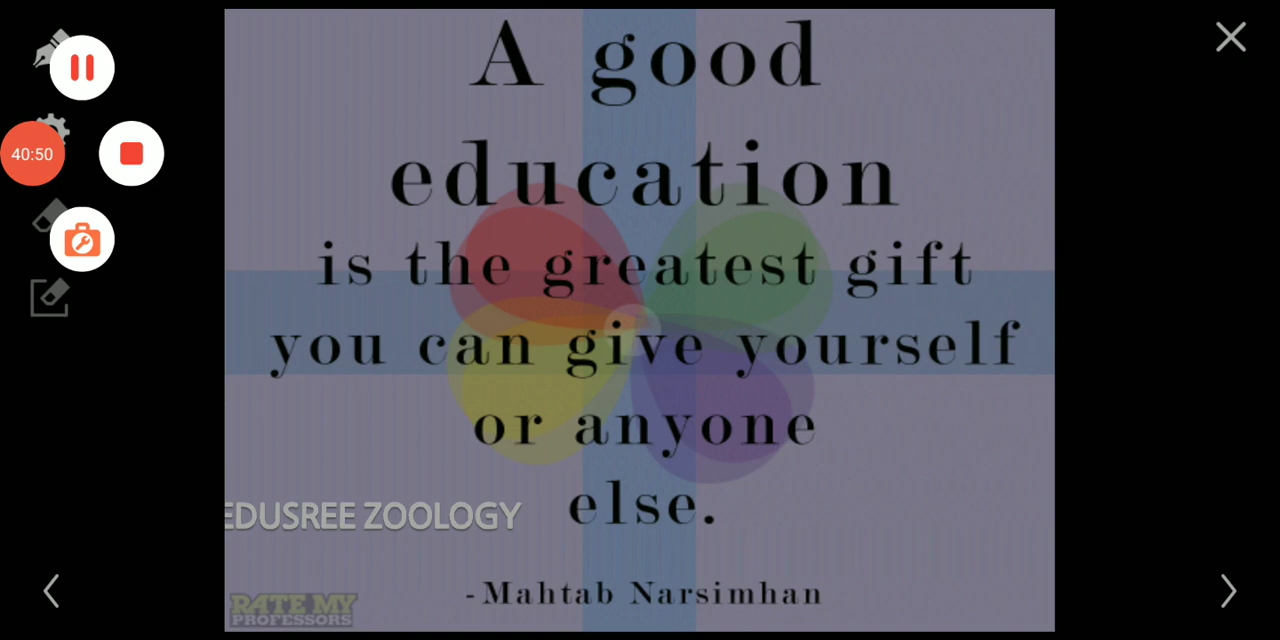 A good
education
is the greatest gift
you can give yourself
or anyone
else.
-Mahtab Narsimhan
EDUSREE ZOOLOGY
RATE MY
PROFESSORS
40:50